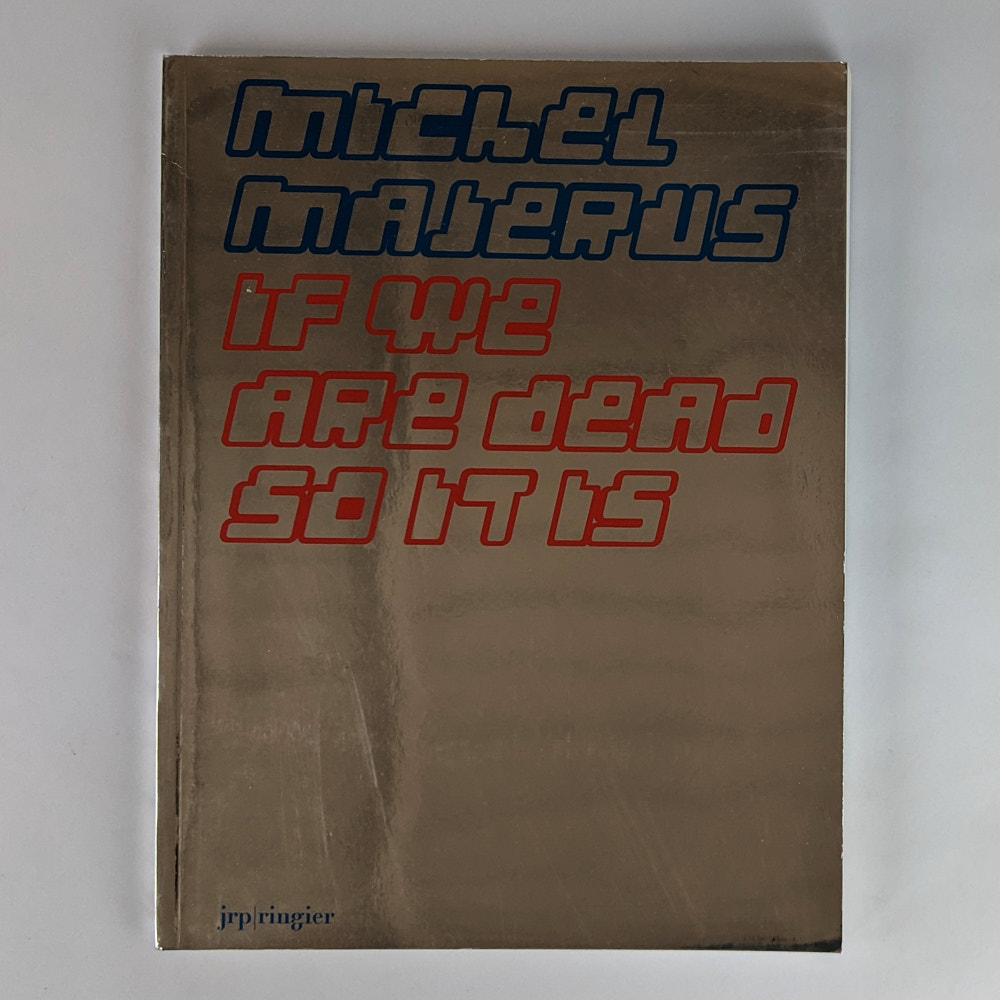 MICHEL
MAJERUS
IF WE
ARE DEAD
SO IT IS
jrp|ringier